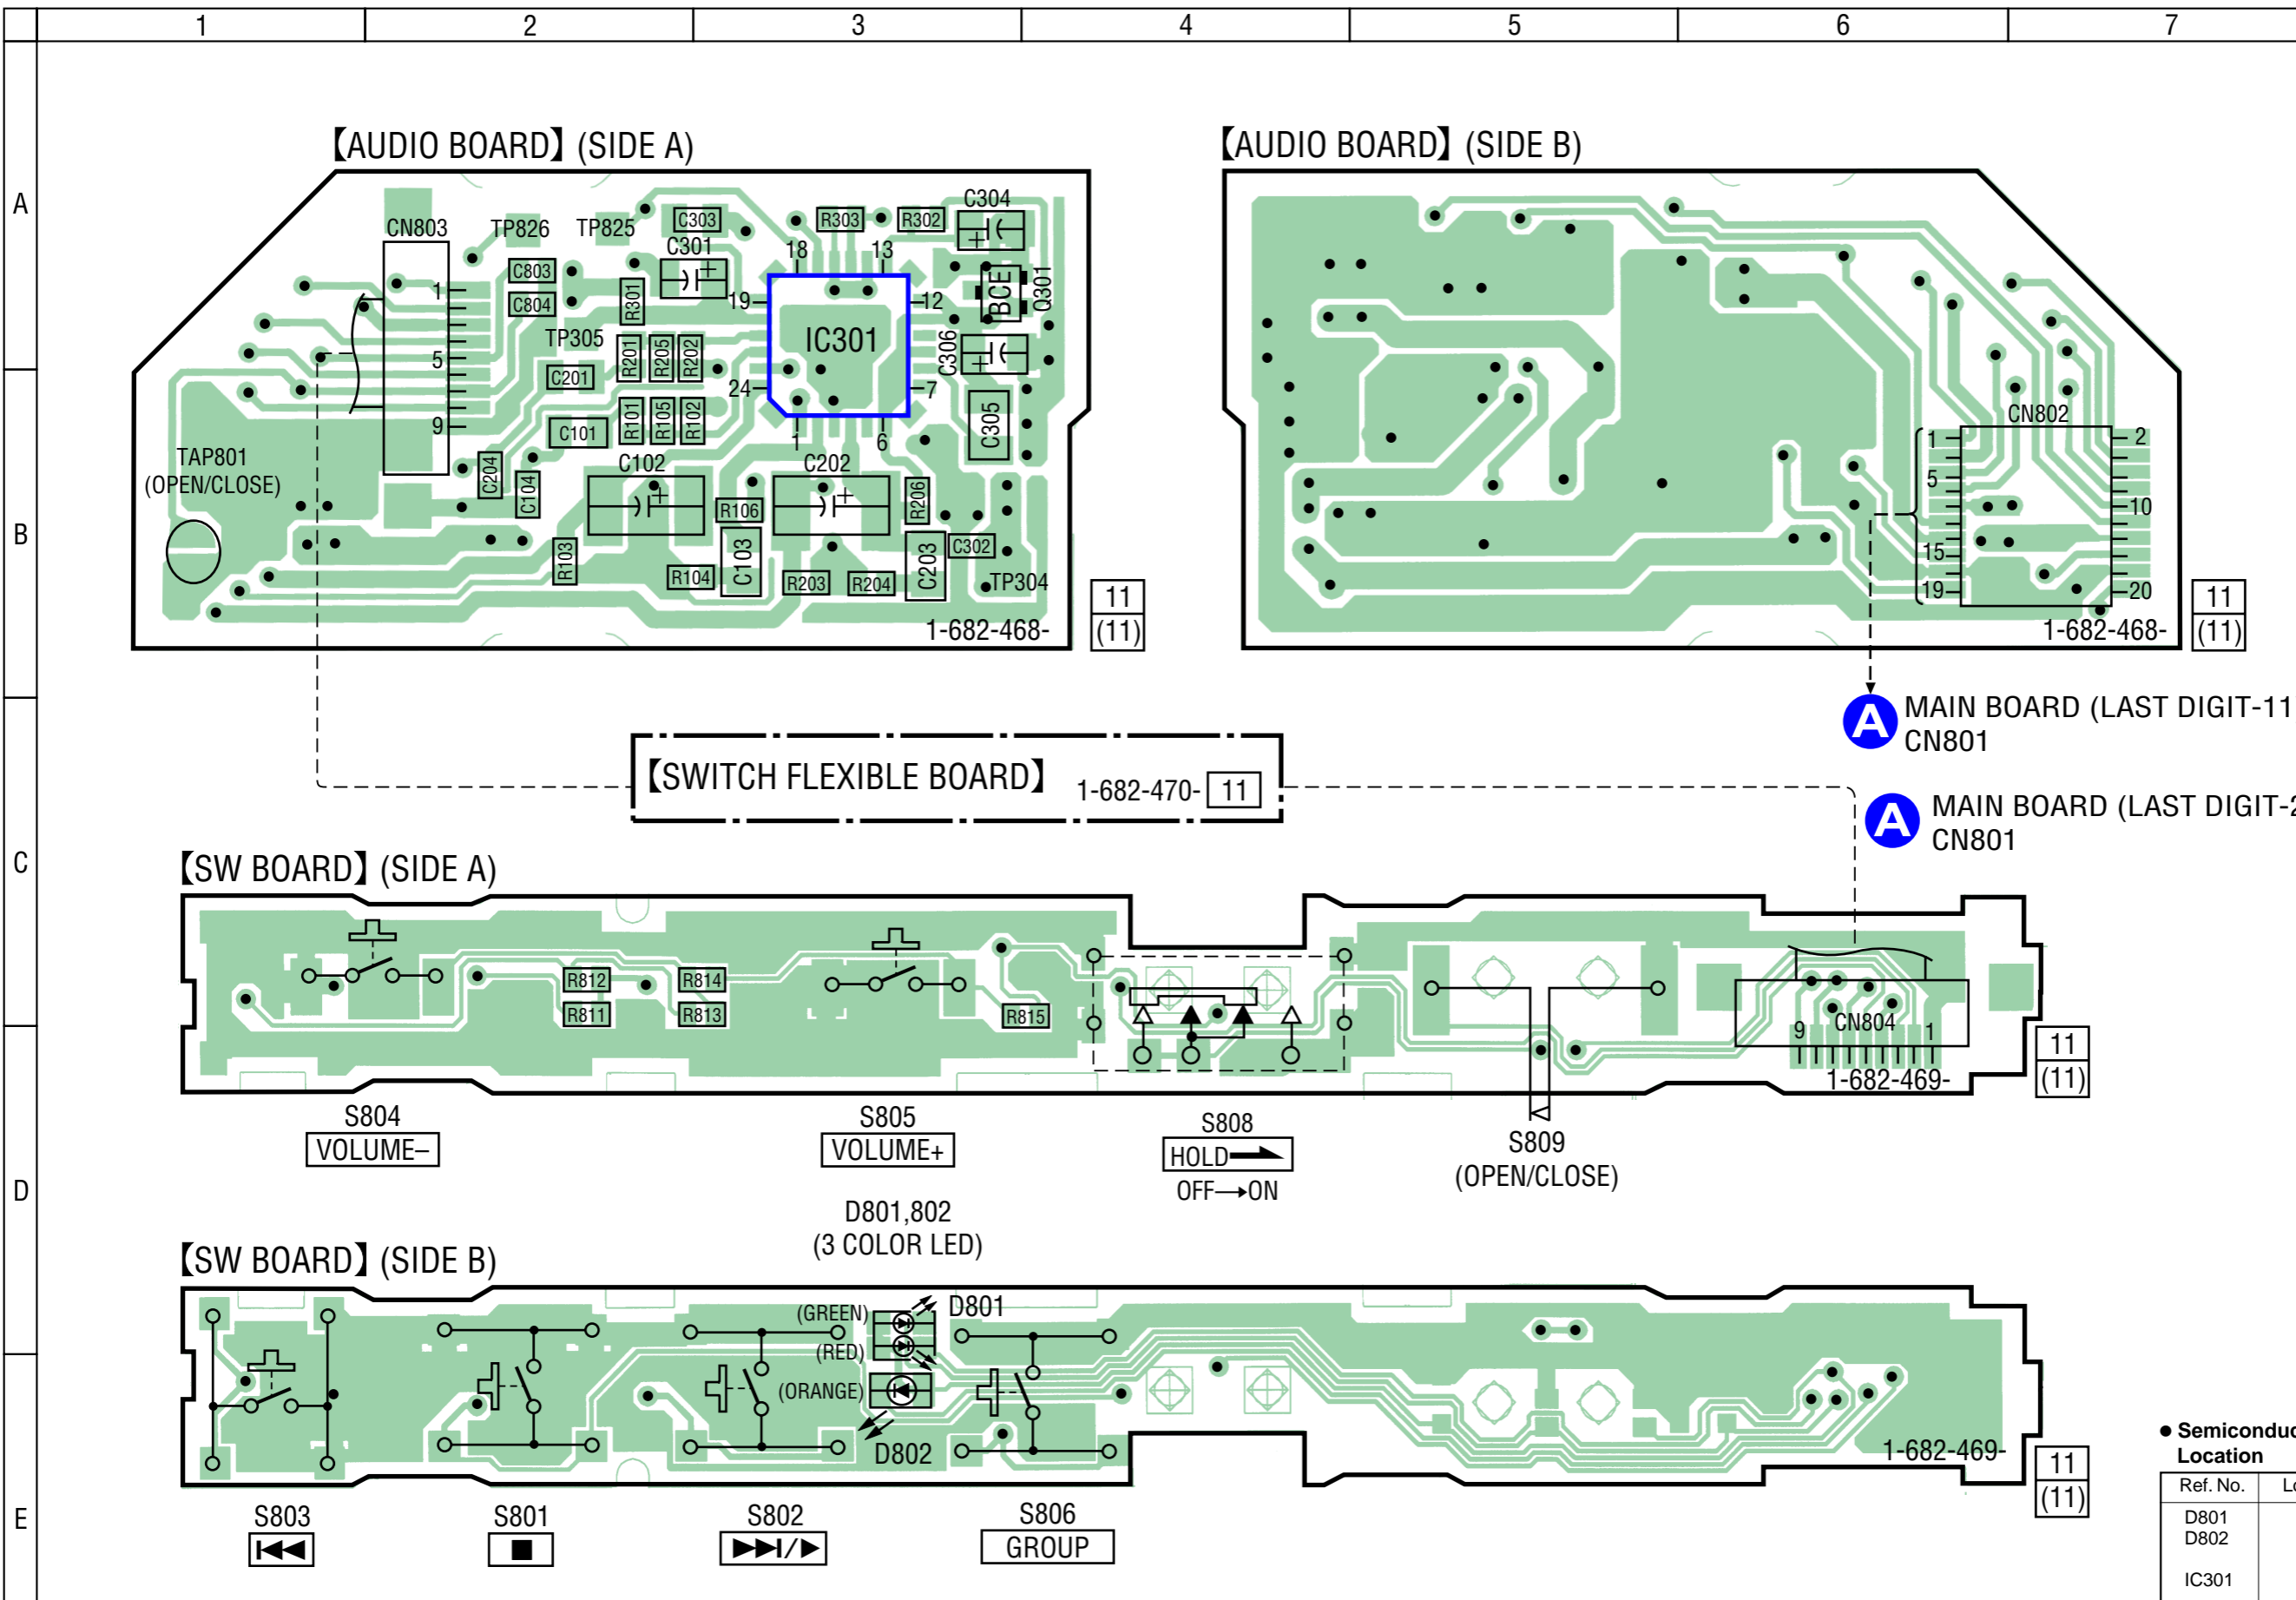 1 2 3 4 5 6 7
【AUDIO BOARD】 (SIDE A)
【AUDIO BOARD】 (SIDE B)
A
CN803
TP826
TP825
C303
R303
R302
C304
C301
18
13
C803
C804
R301
19
12
BCE
Q301
1
TP305
IC301
C306
5
R201
R205
R202
C201
24
7
9
C101
R101
R105
R102
1
6
C305
CN802
1
2
TAP801
(OPEN/CLOSE)
C204
C104
C102
C202
R106
R206
5
10
B
R103
C103
C203
C302
15
R104
R203
R204
TP304
19
20
1-682-468-
11
(11)
1-682-468-
11
(11)
A
MAIN BOARD (LAST DIGIT-11
CN801
【SWITCH FLEXIBLE BOARD】 1-682-470- 11
A
MAIN BOARD (LAST DIGIT-2
CN801
C
【SW BOARD】 (SIDE A)
R812
R814
R811
R813
R815
9
CN804
1
1-682-469-
11
(11)
S804
VOLUME–
S805
VOLUME+
S808
HOLD
OFF→ON
S809
(OPEN/CLOSE)
D
D801,802
(3 COLOR LED)
【SW BOARD】 (SIDE B)
(GREEN)
D801
(RED)
(ORANGE)
D802
1-682-469-
11
(11)
E
S803
S801
S802
S806
GROUP
● Semiconduc
Location
Ref. No. Lo
D801
D802
IC301